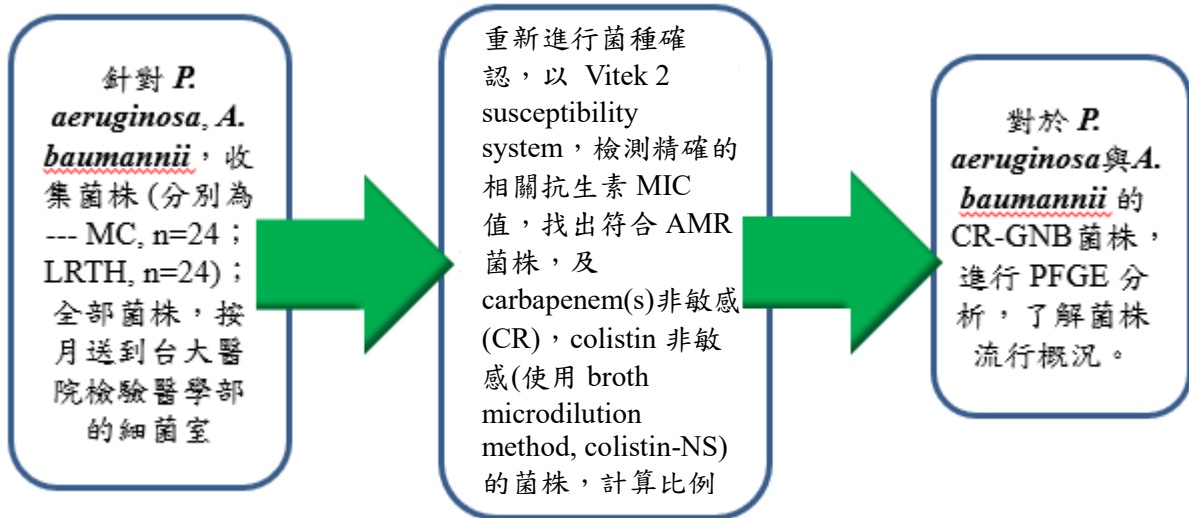 針對 P.
aeruginosa, A.
baumannii，收
集菌株 (分別為
--- MC, n=24；
LRTH, n=24)；
全部菌株，按
月送到台大醫
院檢驗醫學部
的細菌室
重新進行菌種確
認，以 Vitek 2
susceptibility
system，檢測精確的
相關抗生素 MIC
值，找出符合 AMR
菌株，及
carbapenem(s)非敏感
(CR)，colistin 非敏
感(使用 broth
microdilution
method, colistin-NS)
的菌株，計算比例
對於 P.
aeruginosa與A.
baumannii 的
CR-GNB菌株，
進行 PFGE 分
析，了解菌株
流行概況。